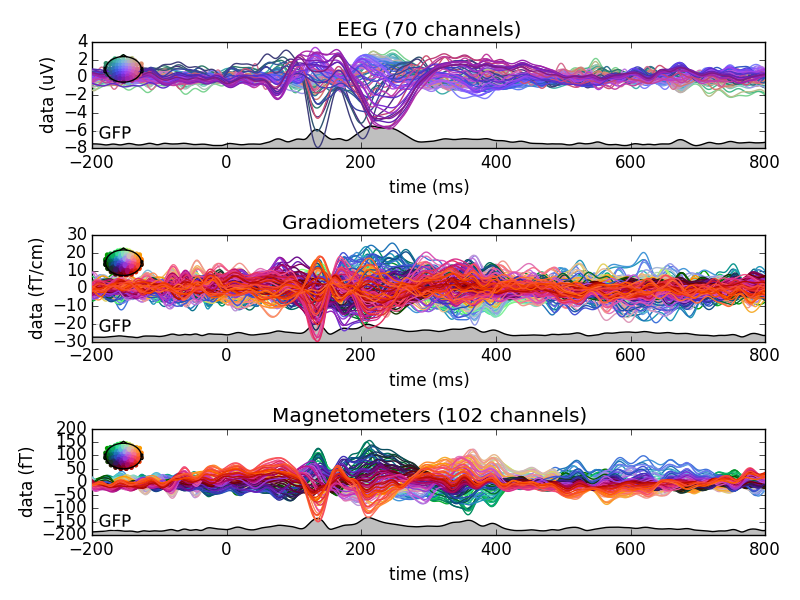 EEG (70 channels)
data (uV)
4
2
0
−2
−4
−6
−8
GFP
−200 0 200 400 600 800
time (ms)
Gradiometers (204 channels)
data (fT/cm)
30
20
10
0
−10
−20
−30
GFP
−200 0 200 400 600 800
time (ms)
Magnetometers (102 channels)
data (fT)
200
150
100
50
0
−50
−100
−150
−200
GFP
−200 0 200 400 600 800
time (ms)